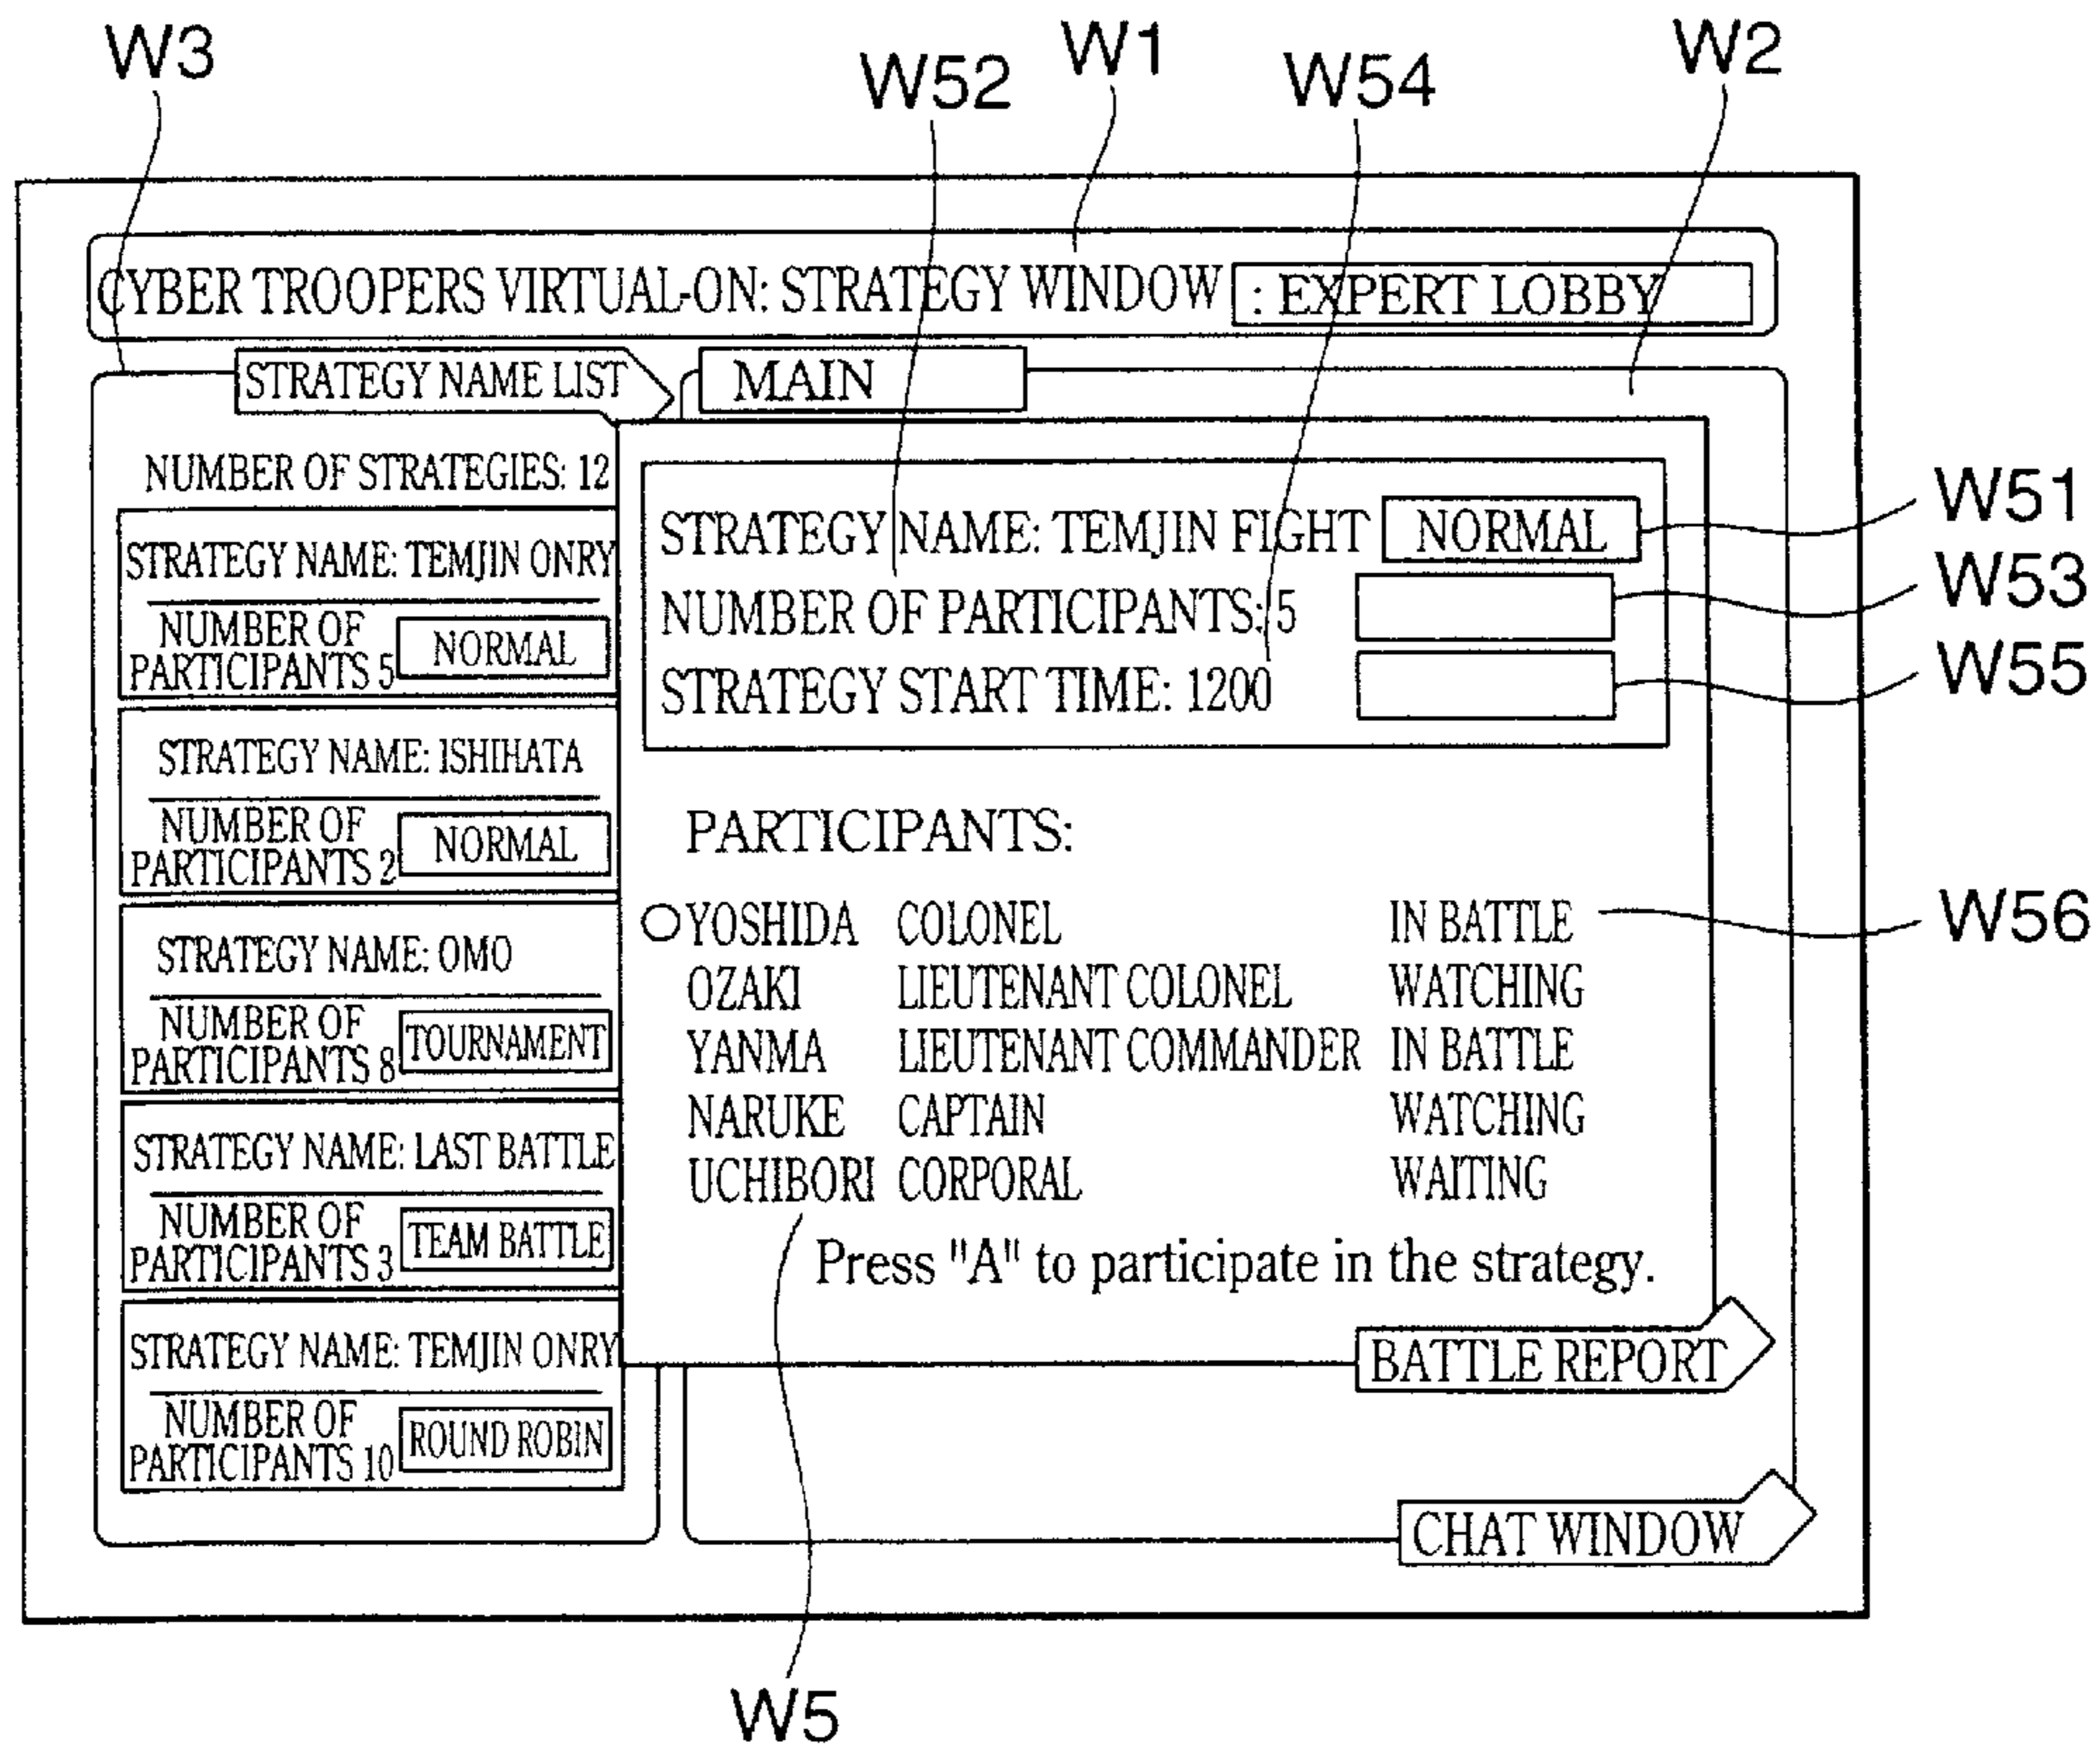 W3
W52
W1
W54
W2
CYBER TROOPERS VIRTUAL-ON: STRATEGY WINDOW : EXPERT LOBBY
STRATEGY NAME LIST
MAIN
NUMBER OF STRATEGIES: 12
STRATEGY NAME: TEMJIN ONRY
NUMBER OF
PARTICIPANTS 5
NORMAL
STRATEGY NAME: ISHIHATA
NUMBER OF
PARTICIPANTS 2
NORMAL
STRATEGY NAME: OMO
NUMBER OF
PARTICIPANTS 8
TOURNAMENT
STRATEGY NAME: LAST BATTLE
NUMBER OF
PARTICIPANTS 3
TEAM BATTLE
STRATEGY NAME: TEMJIN ONRY
NUMBER OF
PARTICIPANTS 10
ROUND ROBIN
STRATEGY NAME: TEMJIN FIGHT NORMAL
NUMBER OF PARTICIPANTS: 5
STRATEGY START TIME: 1200
W51
W53
W55
PARTICIPANTS:
YOSHIDA COLONEL IN BATTLE
OZAKI LIEUTENANT COLONEL WATCHING
YANMA LIEUTENANT COMMANDER IN BATTLE
NARUKE CAPTAIN WATCHING
UCHIBORI CORPORAL WAITING
W56
Press "A" to participate in the strategy.
BATTLE REPORT
CHAT WINDOW
W5